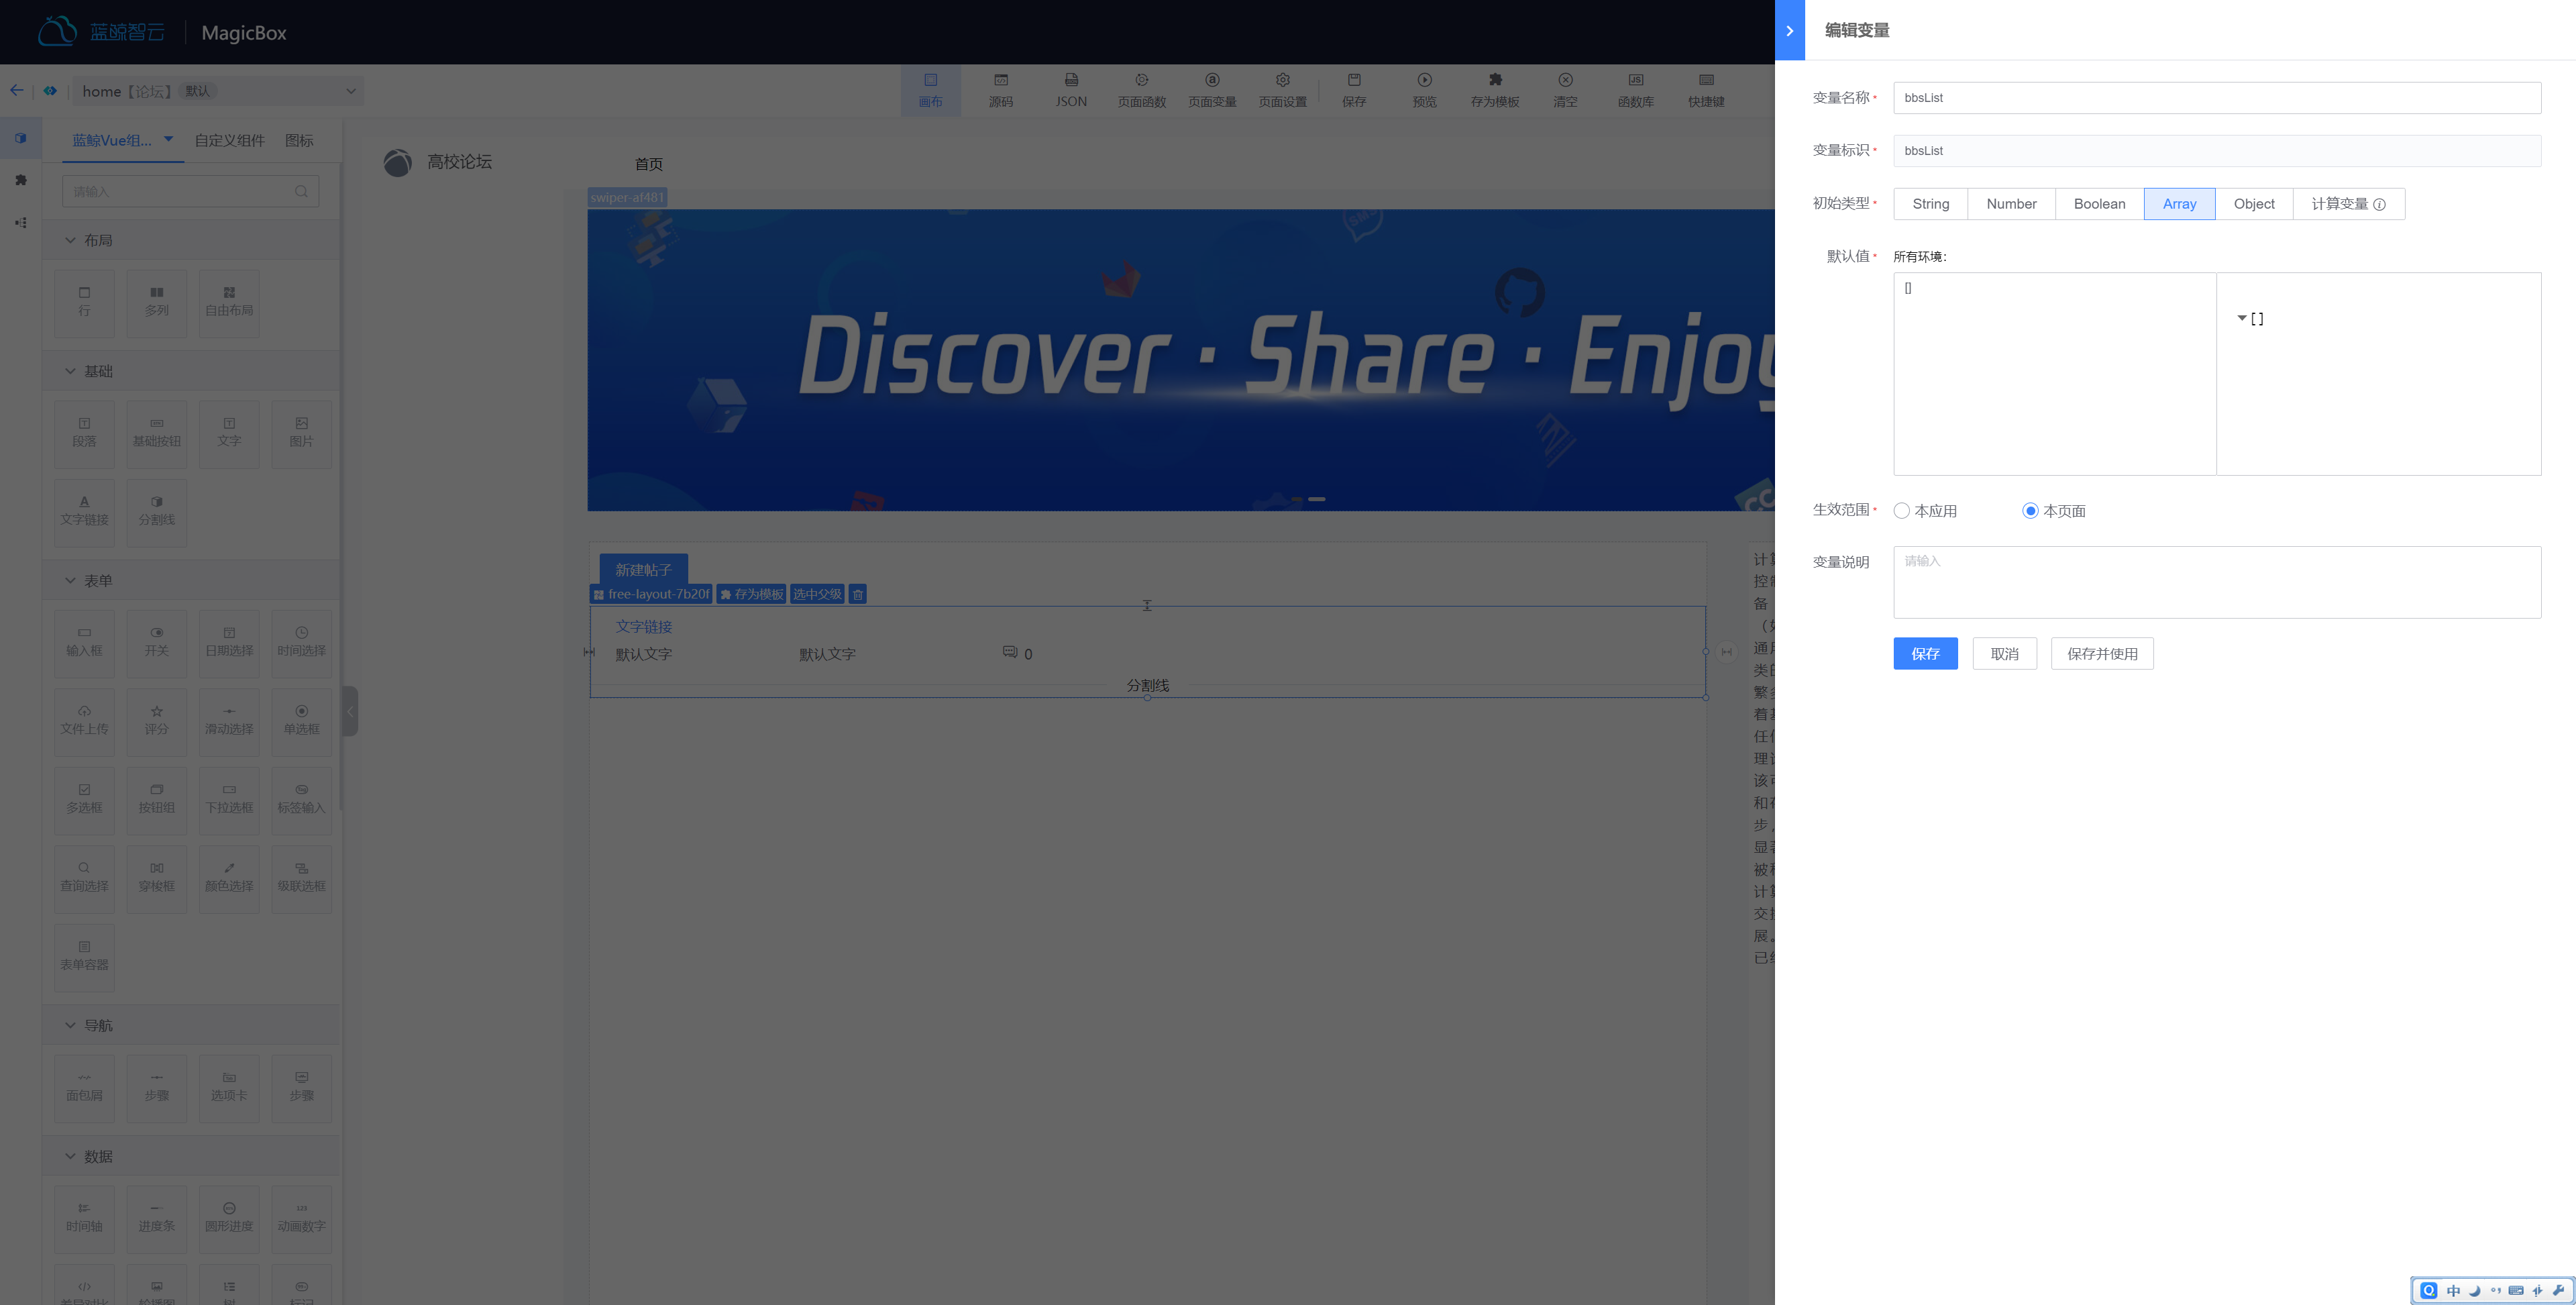 蓝鲸智云
MagicBox
home【论坛】 默认
画布
源码
JSON
页面函数
页面变量
页面设置
保存
预览
存为模板
清空
函数库
快捷键
蓝鲸Vue组...
自定义组件
图标
请输入
布局
行
多列
自由布局
基础
段落
基础按钮
文字
图片
文字链接
分割线
表单
输入框
开关
日期选择
时间选择
文件上传
评分
滑动选择
单选框
多选框
按钮组
下拉选框
标签输入
查询选择
穿梭框
颜色选择
级联选框
表单容器
导航
面包屑
步骤
选项卡
步骤
数据
时间轴
进度条
圆形进度
动画数字
高校论坛
首页
swiper-af481
Discover · Share · Enjoy
新建帖子
free-layout-7b20f
存为模板
选中父级
文字链接
默认文字
默认文字
0
分割线
编辑变量
变量名称
bbsList
变量标识
bbsList
初始类型
String
Number
Boolean
Array
Object
计算变量
默认值
所有环境：
[]
[]
生效范围
本应用
本页面
变量说明
请输入
保存
取消
保存并使用
中